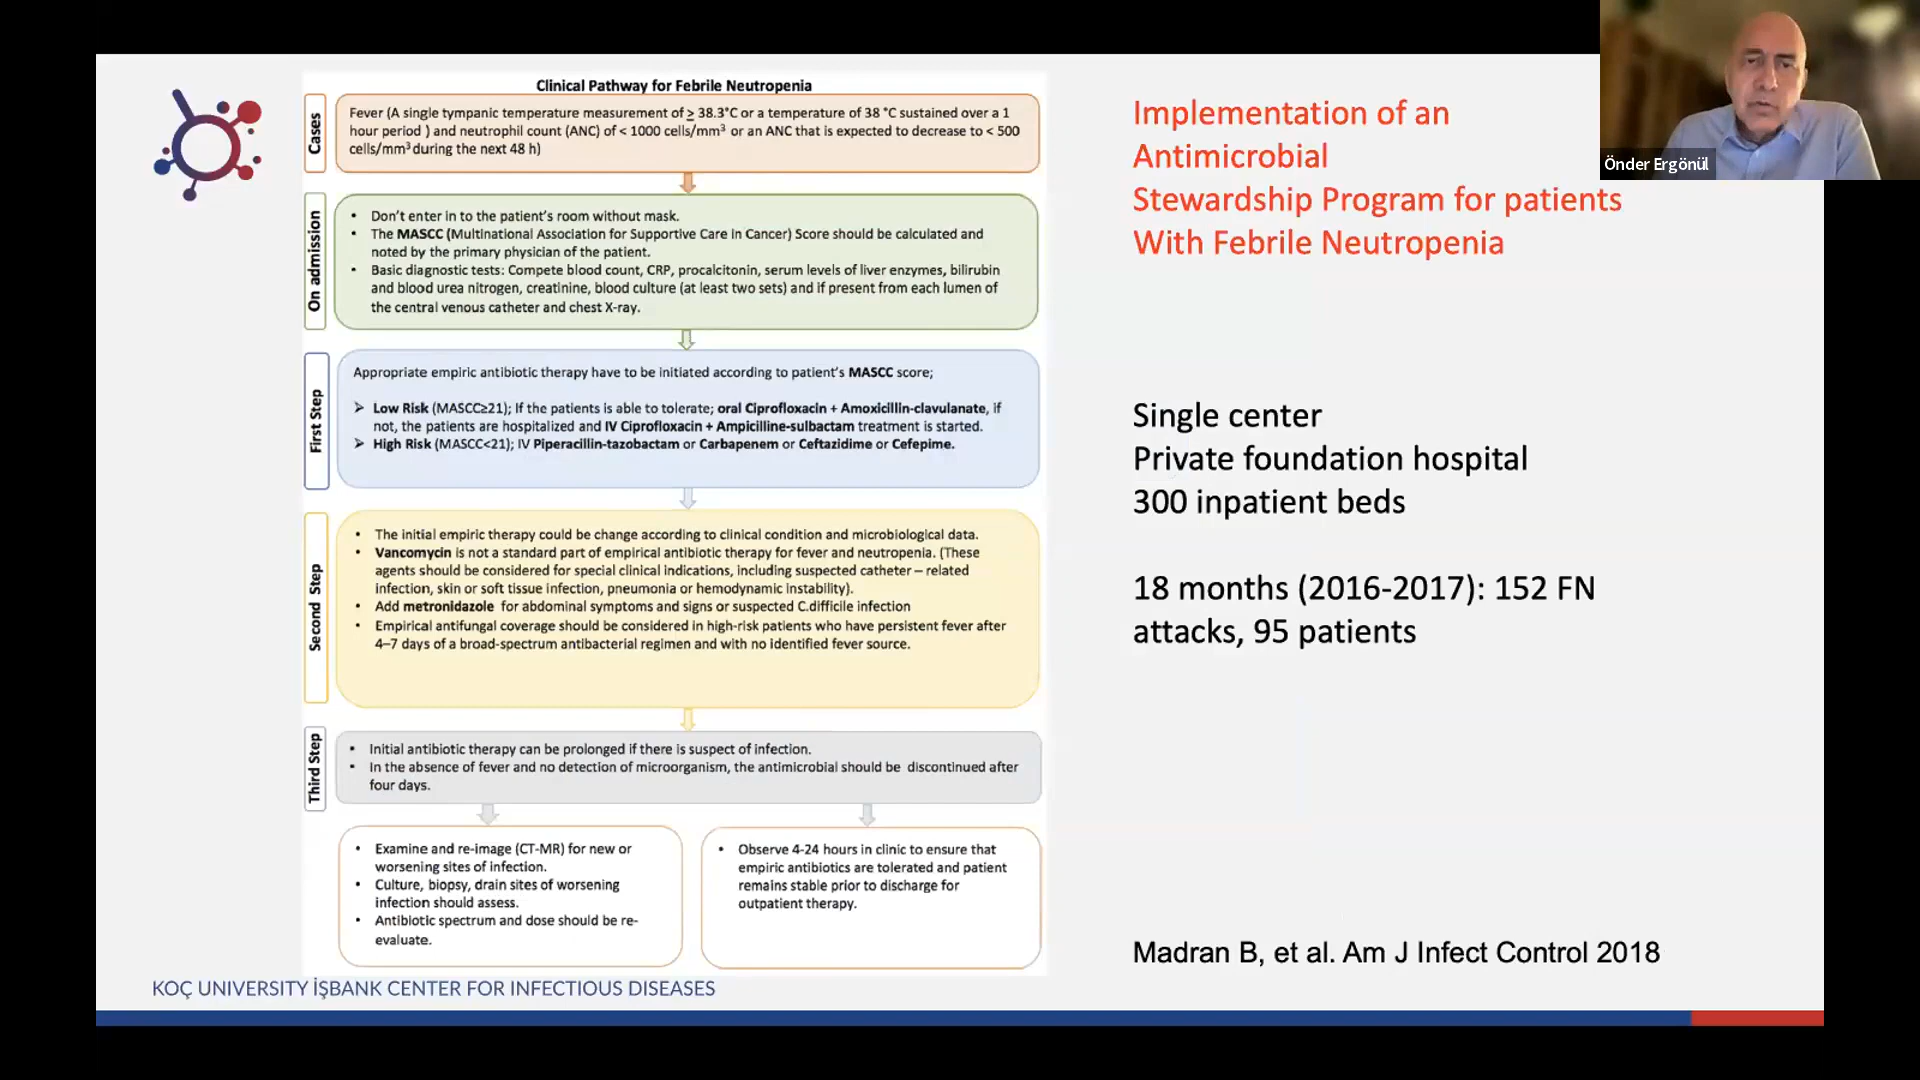 Clinical Pathway for Febrile Neutropenia
Cases
Fever (A single tympanic temperature measurement of ≥ 38.3°C or a temperature of 38 °C sustained over a 1
hour period ) and neutrophil count (ANC) of < 1000 cells/mm³ or an ANC that is expected to decrease to < 500
cells/mm³ during the next 48 h)
On admission
• Don't enter in to the patient's room without mask.
• The MASCC (Multinational Association for Supportive Care in Cancer) Score should be calculated and
noted by the primary physician of the patient.
• Basic diagnostic tests: Compete blood count, CRP, procalcitonin, serum levels of liver enzymes, bilirubin
and blood urea nitrogen, creatinine, blood culture (at least two sets) and if present from each lumen of
the central venous catheter and chest X-ray.
First Step
Appropriate empiric antibiotic therapy have to be initiated according to patient's MASCC score;
➢ Low Risk (MASCC≥21); If the patients is able to tolerate; oral Ciprofloxacin + Amoxicillin-clavulanate, if
not, the patients are hospitalized and IV Ciprofloxacin + Ampicilline-sulbactam treatment is started.
➢ High Risk (MASCC<21); IV Piperacillin-tazobactam or Carbapenem or Ceftazidime or Cefepime.
Second Step
• The initial empiric therapy could be change according to clinical condition and microbiological data.
• Vancomycin is not a standard part of empirical antibiotic therapy for fever and neutropenia. (These
agents should be considered for special clinical indications, including suspected catheter – related
infection, skin or soft tissue infection, pneumonia or hemodynamic instability).
• Add metronidazole for abdominal symptoms and signs or suspected C.difficile infection
• Empirical antifungal coverage should be considered in high-risk patients who have persistent fever after
4–7 days of a broad-spectrum antibacterial regimen and with no identified fever source.
Third Step
• Initial antibiotic therapy can be prolonged if there is suspect of infection.
• In the absence of fever and no detection of microorganism, the antimicrobial should be discontinued after
four days.
• Examine and re-image (CT-MR) for new or
worsening sites of infection.
• Culture, biopsy, drain sites of worsening
infection should assess.
• Antibiotic spectrum and dose should be re-
evaluate.
• Observe 4-24 hours in clinic to ensure that
empiric antibiotics are tolerated and patient
remains stable prior to discharge for
outpatient therapy.
KOÇ UNIVERSITY İŞBANK CENTER FOR INFECTIOUS DISEASES
Implementation of an
Antimicrobial
Stewardship Program for patients
With Febrile Neutropenia
Single center
Private foundation hospital
300 inpatient beds
18 months (2016-2017): 152 FN
attacks, 95 patients
Madran B, et al. Am J Infect Control 2018
Önder Ergönül